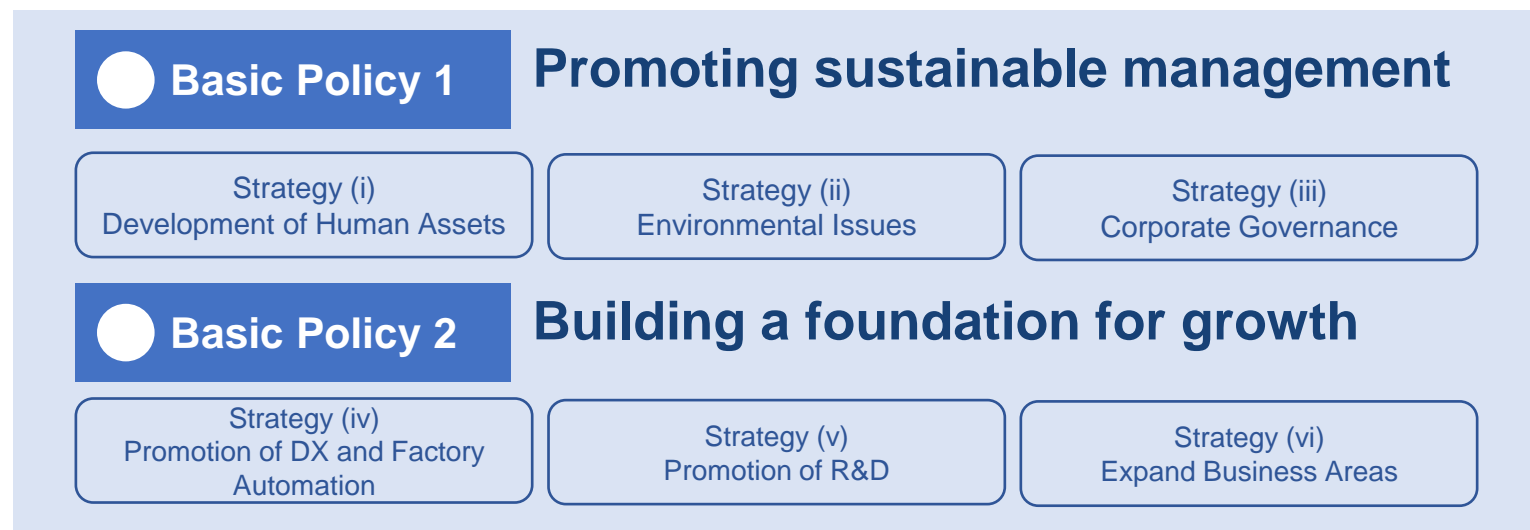 Basic Policy 1
Promoting sustainable management
Strategy (i)
Development of Human Assets
Strategy (ii)
Environmental Issues
Strategy (iii)
Corporate Governance
Basic Policy 2
Building a foundation for growth
Strategy (iv)
Promotion of DX and Factory
Automation
Strategy (v)
Promotion of R&D
Strategy (vi)
Expand Business Areas